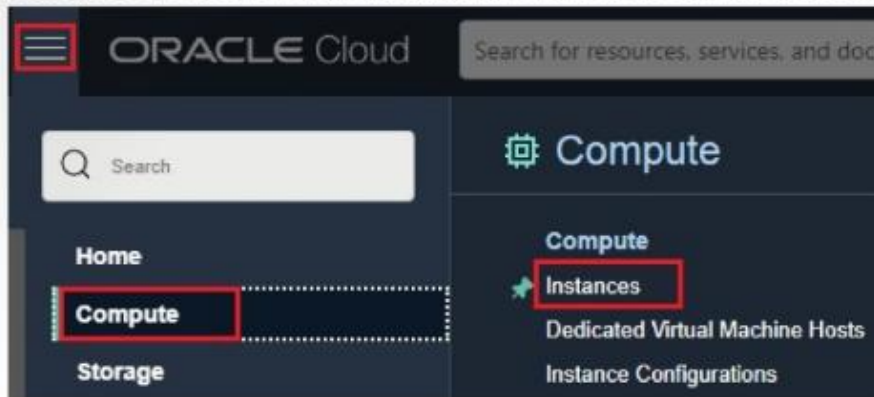 ORACLE Cloud
Search for resources, services, and doc
Search
Compute
Home
Compute
Storage
Compute
Instances
Dedicated Virtual Machine Hosts
Instance Configurations